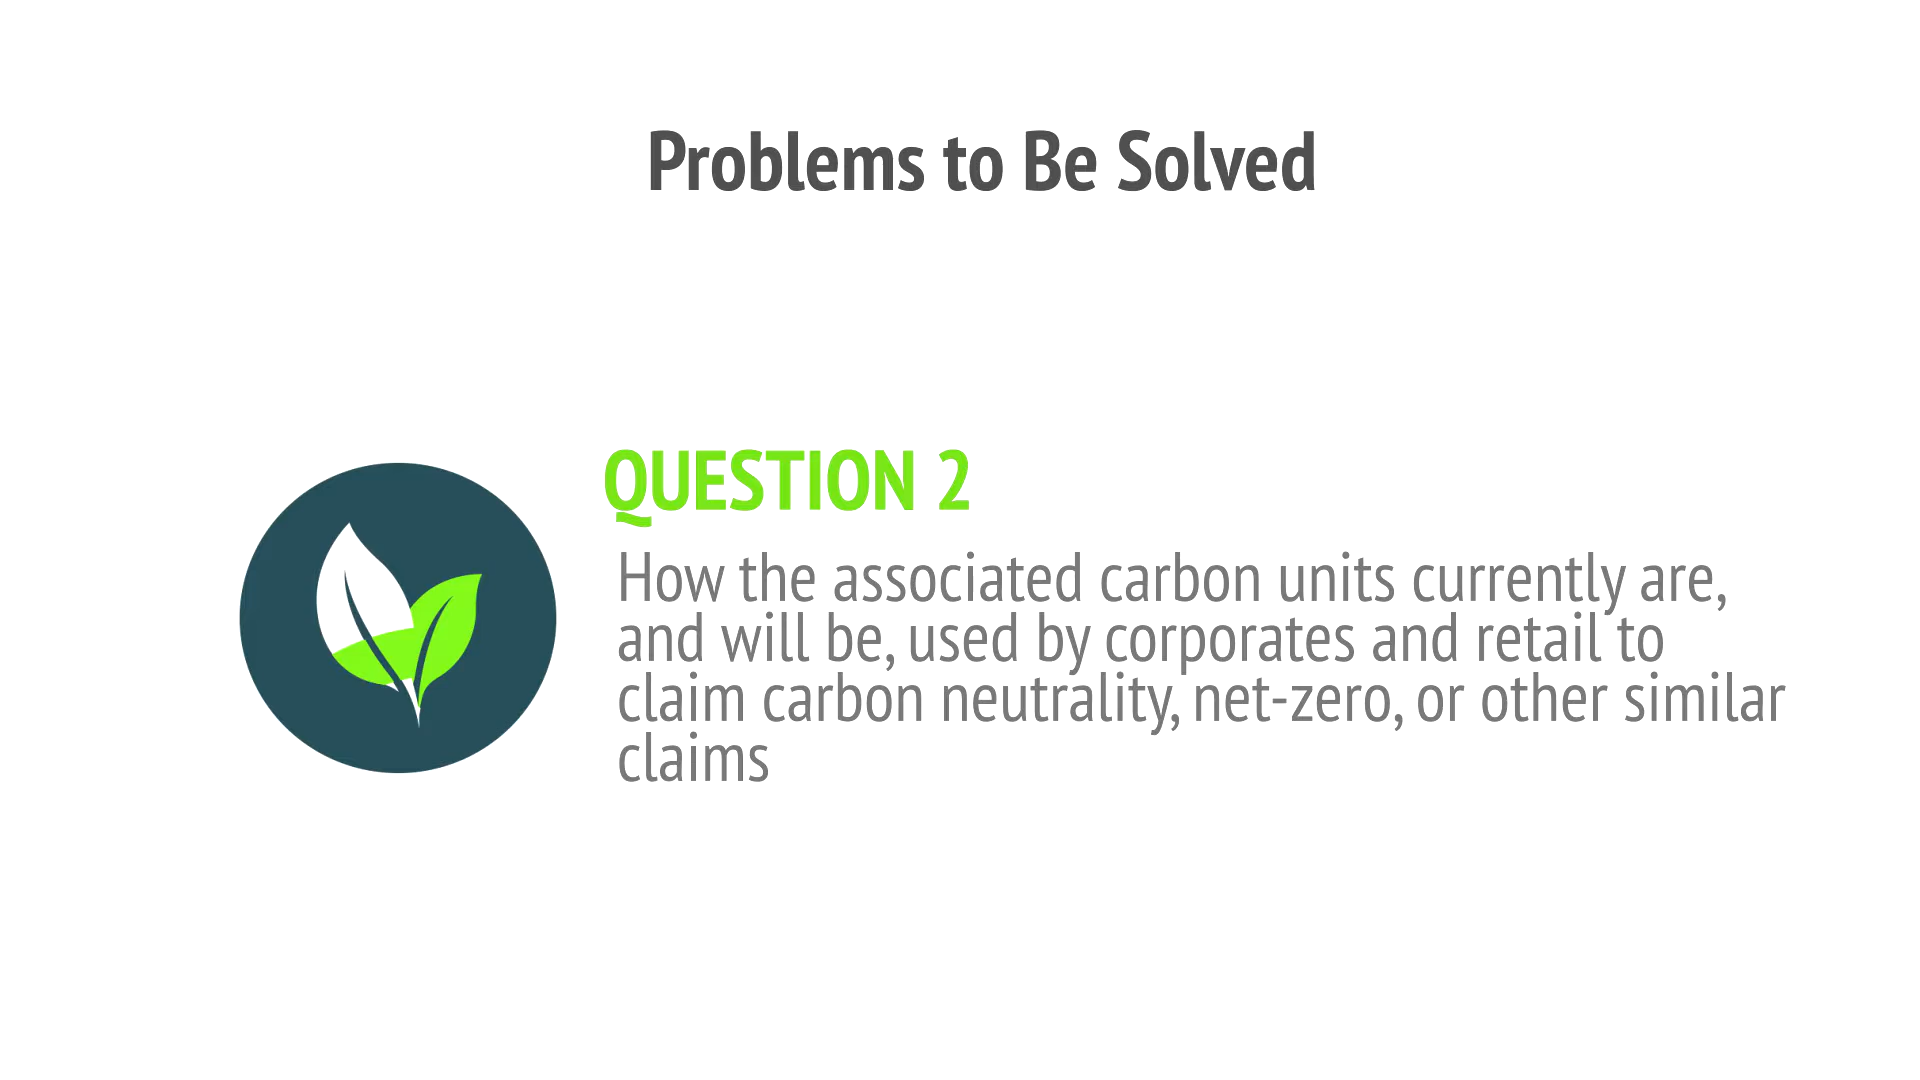 Problems to Be Solved
QUESTION 2
How the associated carbon units currently are,
and will be, used by corporates and retail to
claim carbon neutrality, net-zero, or other similar
claims